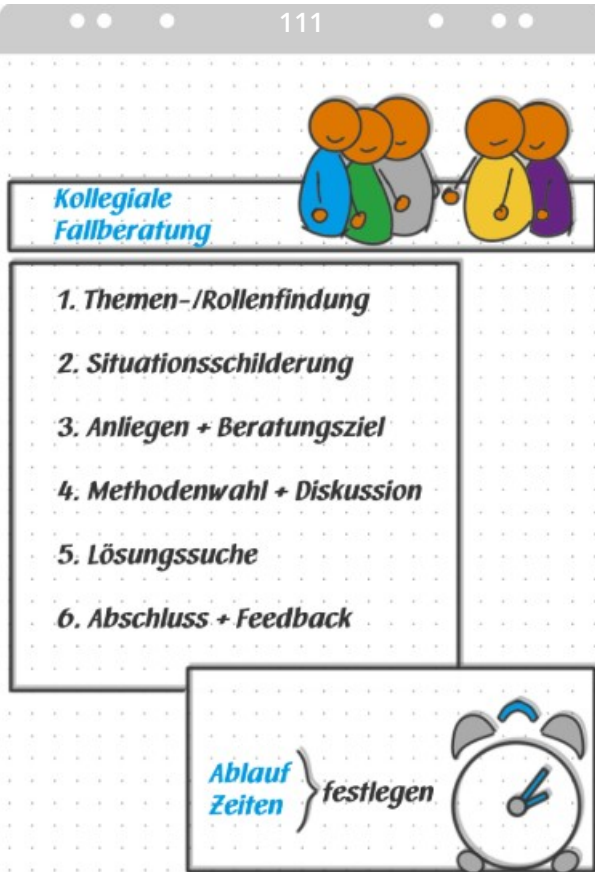 111
Kollegiale
Fallberatung
1. Themen-/Rollenfindung
2. Situationsschilderung
3. Anliegen + Beratungsziel
4. Methodenwahl + Diskussion
5. Lösungssuche
6. Abschluss + Feedback
Ablauf
Zeiten } festlegen